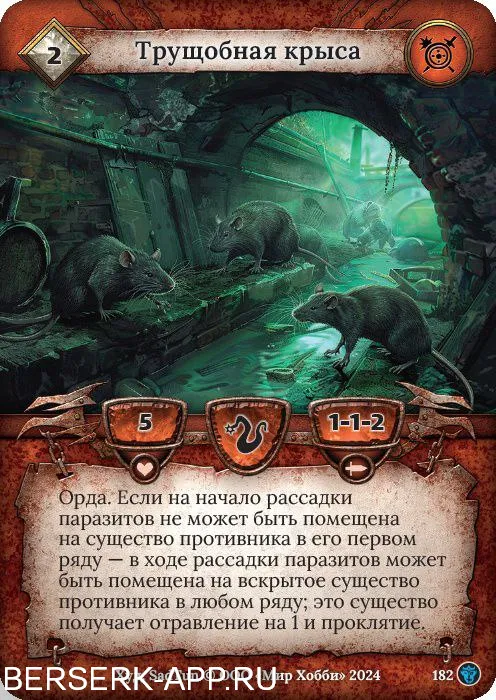 2
Трущобная крыса
5
1-1-2
Орда. Если на начало рассадки
паразитов не может быть помещена
на существо противника в его первом
ряду — в ходе рассадки паразитов может
быть помещена на вскрытое существо
противника в любом ряду; это существо
получает отравление на 1 и проклятие.
© ООО «Мир Хобби» 2024
182
BERSERK-APP.RU